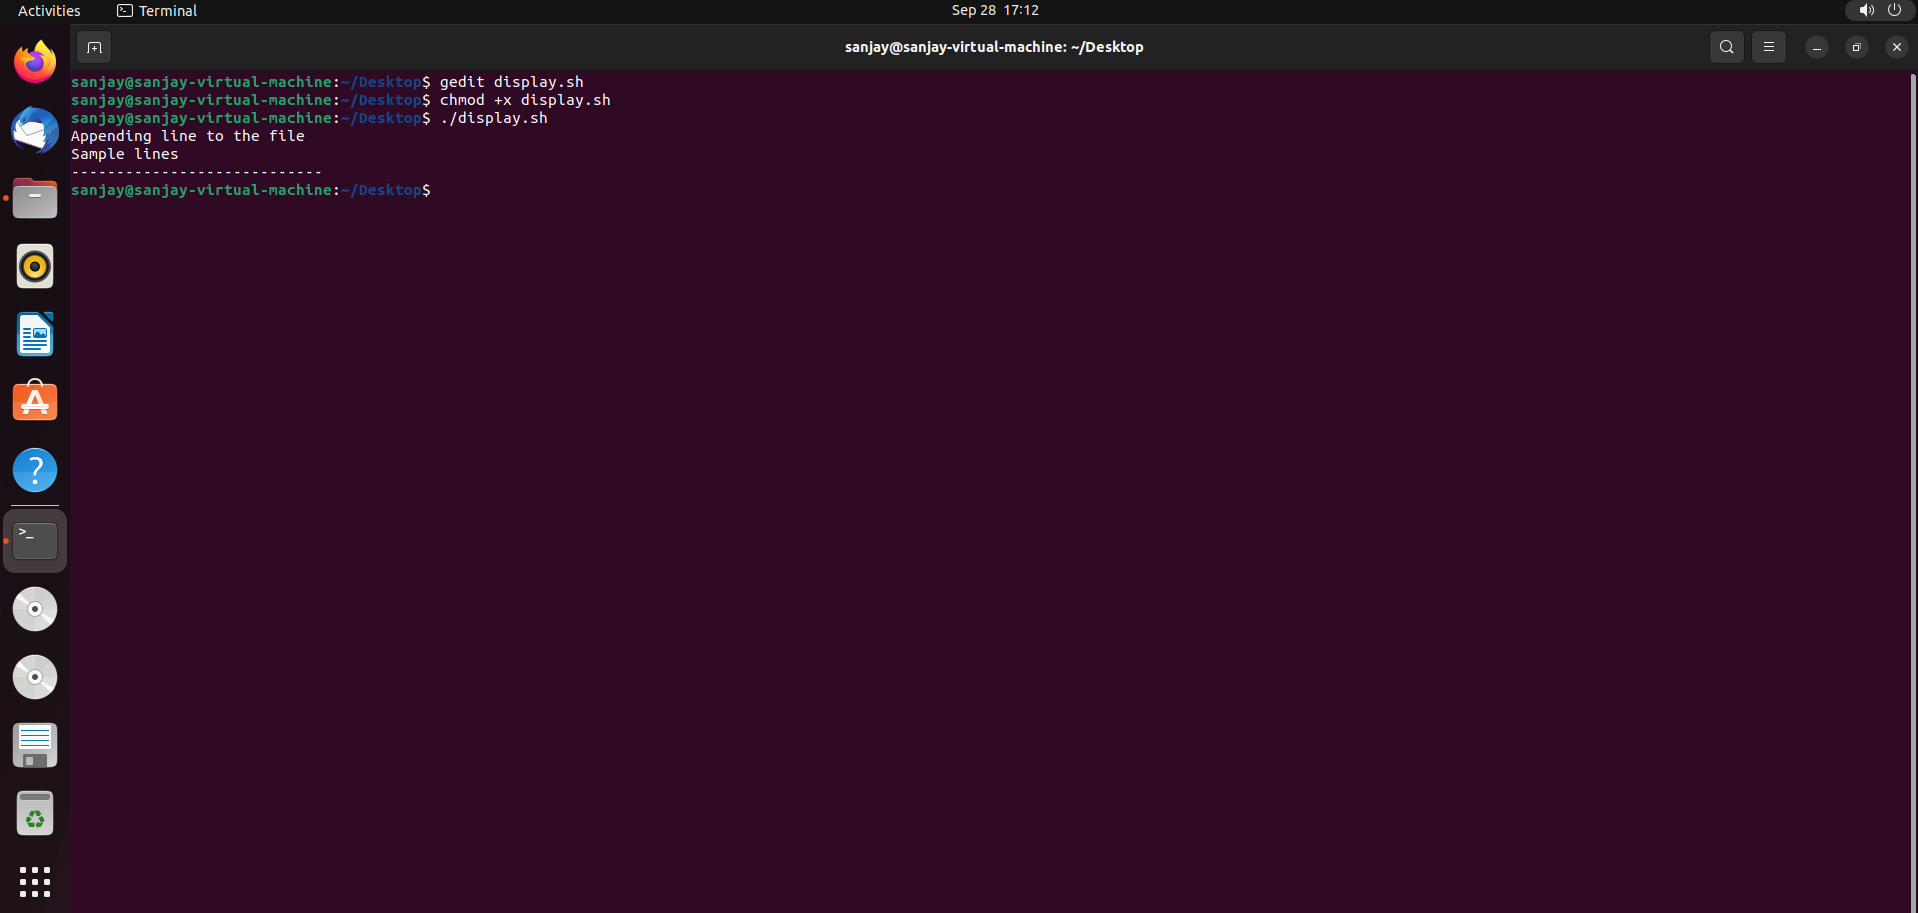 Activities Terminal Sep 28 17:12
sanjay@sanjay-virtual-machine: ~/Desktop
sanjay@sanjay-virtual-machine:~/Desktop$ gedit display.sh
sanjay@sanjay-virtual-machine:~/Desktop$ chmod +x display.sh
sanjay@sanjay-virtual-machine:~/Desktop$ ./display.sh
Appending line to the file
Sample lines
----------------------------
sanjay@sanjay-virtual-machine:~/Desktop$